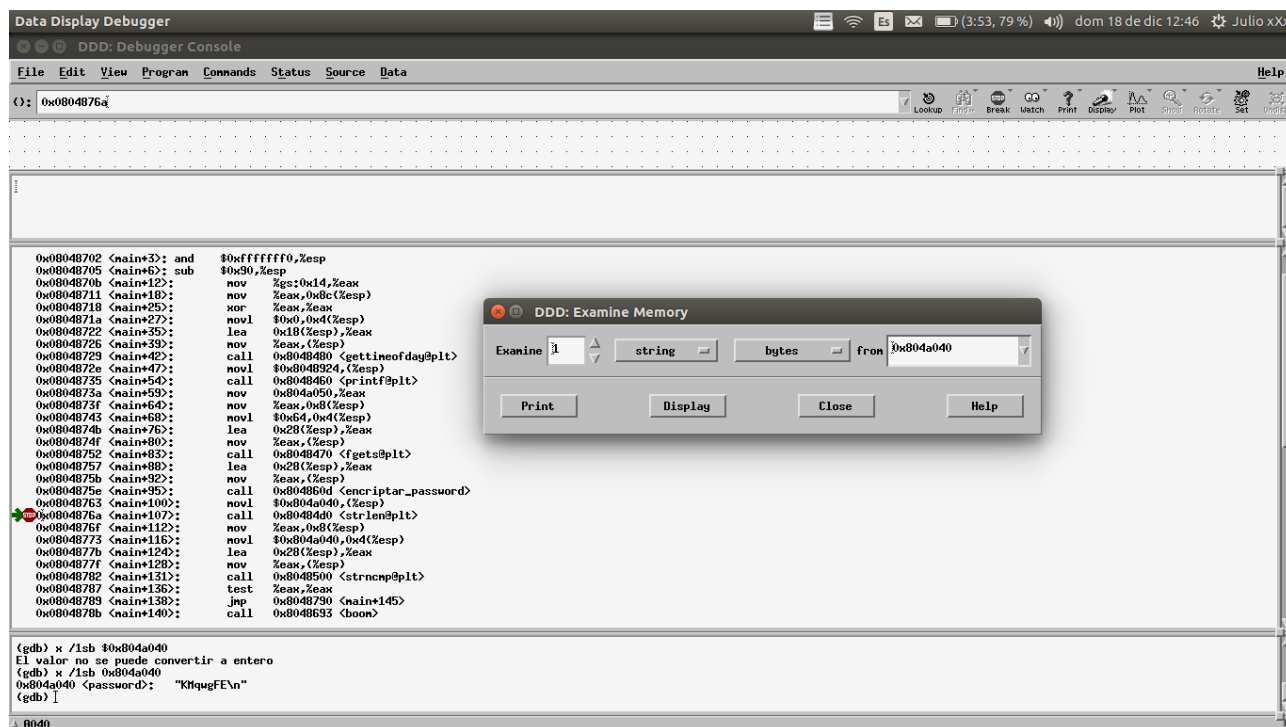 Data Display Debugger
Es (3:53, 79 %) dom 18 de dic 12:46 Julio xXx
DDD: Debugger Console
File Edit View Program Commands Status Source Data Help
(): 0x0804876a
Lookup Find» Break Watch Print Display Plot Show Rotate Set Undisp
0x08048702 <main+3>: and $0xfffffff0,%esp
0x08048705 <main+6>: sub $0x90,%esp
0x0804870b <main+12>: mov %gs:0x14,%eax
0x08048711 <main+18>: mov %eax,0x8c(%esp)
0x08048718 <main+25>: xor %eax,%eax
0x0804871a <main+27>: movl $0x0,0x4(%esp)
0x08048722 <main+35>: lea 0x18(%esp),%eax
0x08048726 <main+39>: mov %eax,(%esp)
0x08048729 <main+42>: call 0x8048480 <gettimeofday@plt>
0x0804872e <main+47>: movl $0x8048924,(%esp)
0x08048735 <main+54>: call 0x8048460 <printf@plt>
0x0804873a <main+59>: mov 0x804a050,%eax
0x0804873f <main+64>: mov %eax,0x8(%esp)
0x08048743 <main+68>: movl $0x64,0x4(%esp)
0x0804874b <main+76>: lea 0x28(%esp),%eax
0x0804874f <main+80>: mov %eax,(%esp)
0x08048752 <main+83>: call 0x8048470 <fgets@plt>
0x08048757 <main+88>: lea 0x28(%esp),%eax
0x0804875b <main+92>: mov %eax,(%esp)
0x0804875e <main+95>: call 0x804860d <encriptar_password>
0x08048763 <main+100>: movl $0x804a040,(%esp)
STOP 0x0804876a <main+107>: call 0x80484d0 <strlen@plt>
0x0804876f <main+112>: mov %eax,0x8(%esp)
0x08048773 <main+116>: movl $0x804a040,0x4(%esp)
0x0804877b <main+124>: lea 0x28(%esp),%eax
0x0804877f <main+128>: mov %eax,(%esp)
0x08048782 <main+131>: call 0x8048500 <strncmp@plt>
0x08048787 <main+136>: test %eax,%eax
0x08048789 <main+138>: jmp 0x8048790 <main+145>
0x0804878b <main+140>: call 0x8048693 <boom>
DDD: Examine Memory
Examine 1 string bytes from 0x804a040
Print Display Close Help
(gdb) x /1sb $0x804a040
El valor no se puede convertir a entero
(gdb) x /1sb 0x804a040
0x804a040 <password>: "KMqwgFE\n"
(gdb)